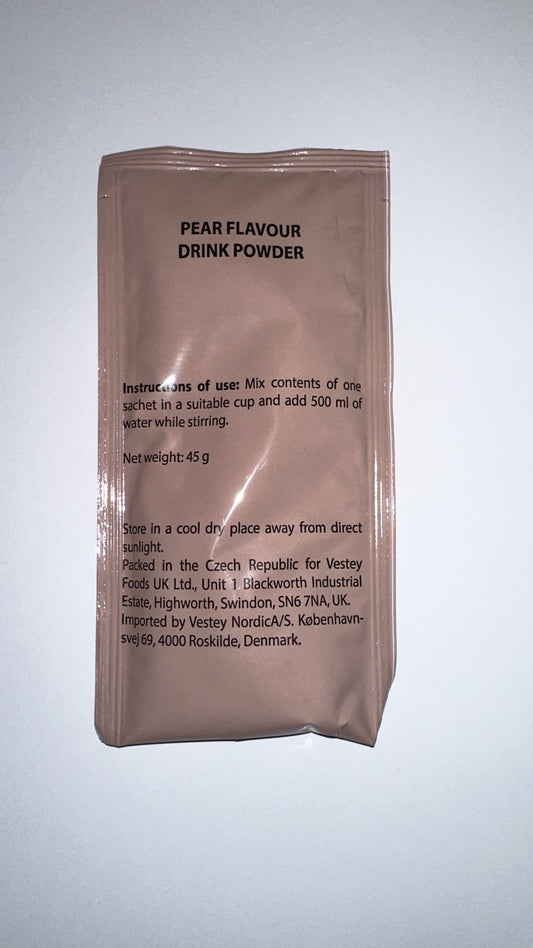 PEAR FLAVOUR
DRINK POWDER
Instructions of use: Mix contents of one
sachet in a suitable cup and add 500 ml of
water while stirring.
Net weight: 45 g
Store in a cool dry place away from direct
sunlight.
Packed in the Czech Republic for Vestey
Foods UK Ltd., Unit 1 Blackworth Industrial
Estate, Highworth, Swindon, SN6 7NA, UK.
Imported by Vestey NordicA/S. København-
svej 69, 4000 Roskilde, Denmark.